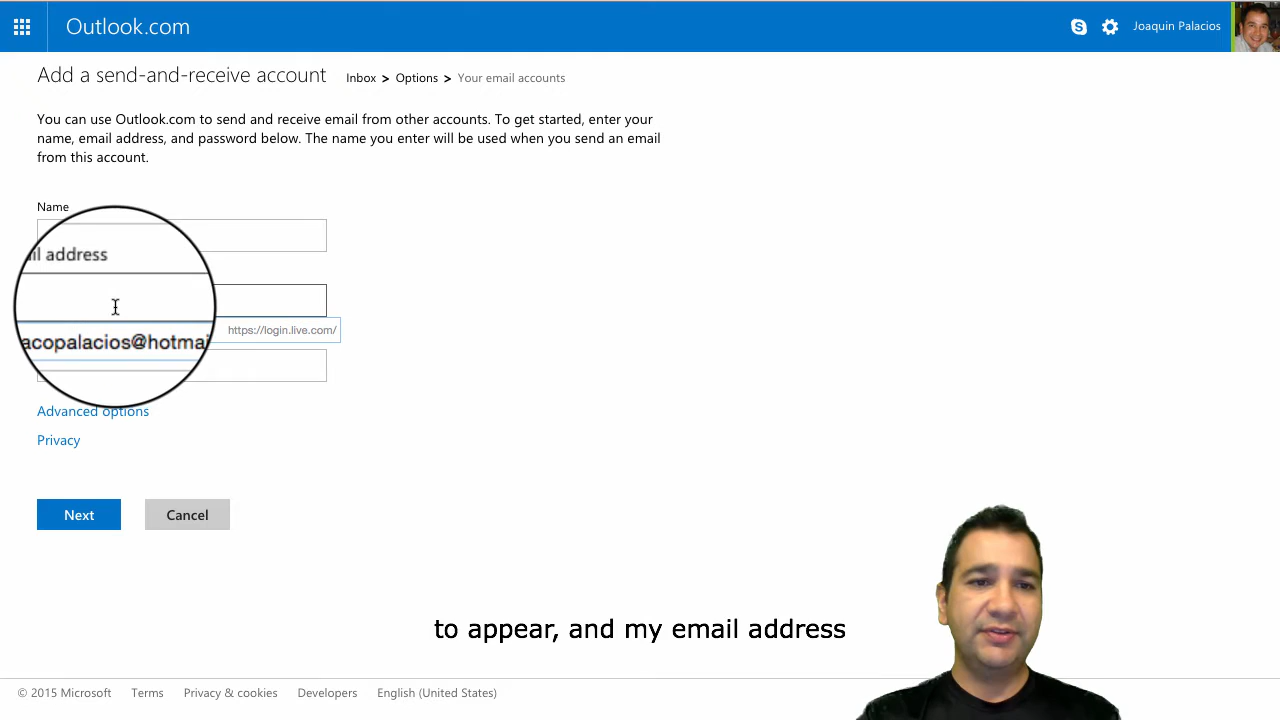 Outlook.com
Joaquin Palacios
Add a send-and-receive account
Inbox > Options > Your email accounts
You can use Outlook.com to send and receive email from other accounts. To get started, enter your
name, email address, and password below. The name you enter will be used when you send an email
from this account.
Name
il address
https://login.live.com/
acopalacios@hotmai
Advanced options
Privacy
Next
Cancel
to appear, and my email address
© 2015 Microsoft
Terms
Privacy & cookies
Developers
English (United States)